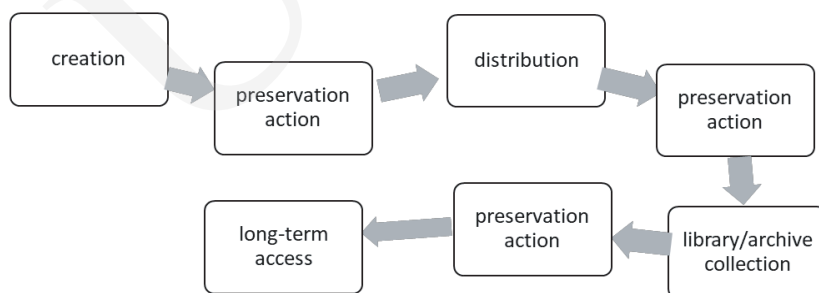 creation
preservation
action
distribution
preservation
action
library/archive
collection
preservation
action
long-term
access